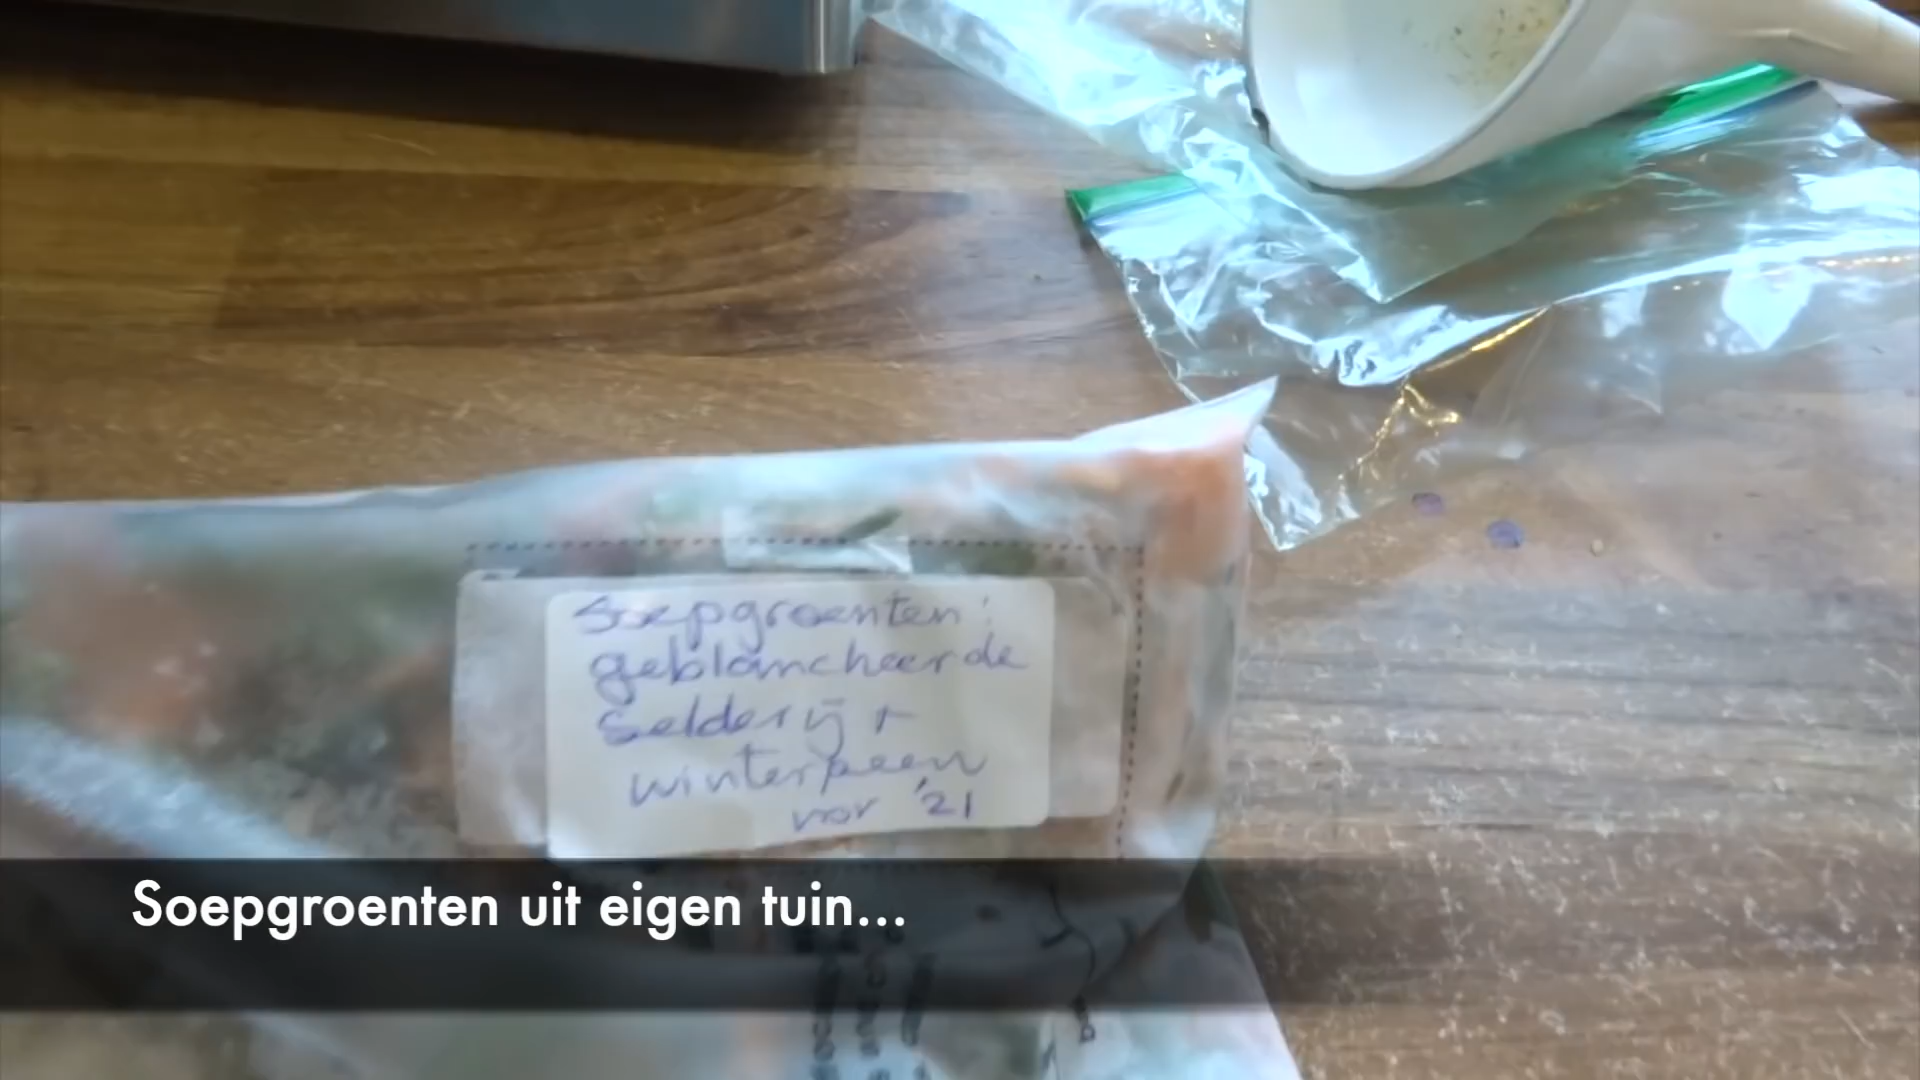 Soepgroenten:
geblancheerde
Selderij +
winterpeen
nov '21
Soepgroenten uit eigen tuin...